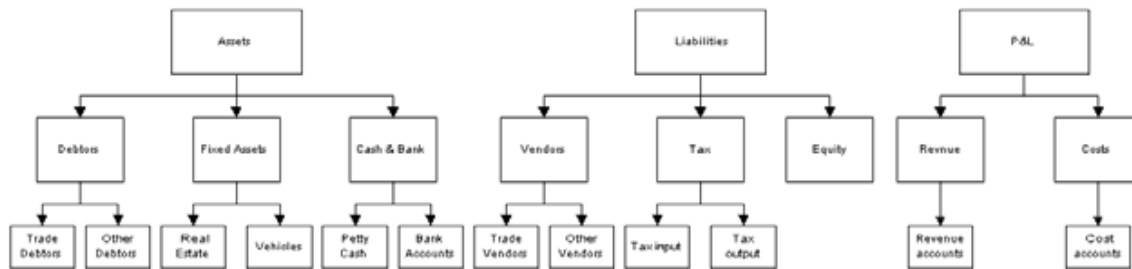 Assets
Liabilities
P&L
Debtors
Fixed Assets
Cash & Bank
Vendors
Tax
Equity
Revnue
Costs
Trade
Debtors
Other
Debtors
Real
Estate
Vehicles
Petty
Cash
Bank
Accounts
Trade
Vendors
Other
Vendors
Tax input
Tax
output
Revenue
accounts
Cost
accounts